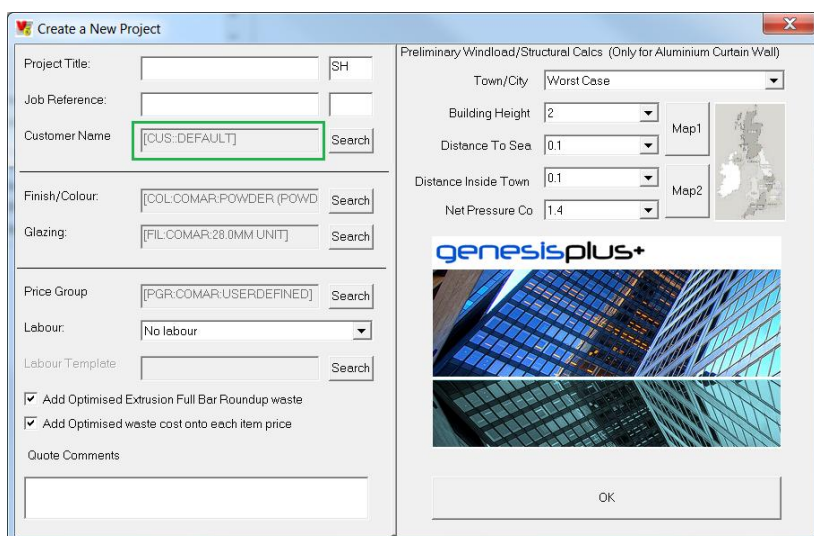 Create a New Project
Project Title:
SH
Job Reference:
Customer Name
[CUS::DEFAULT]
Search
Finish/Colour:
[COL:COMAR:POWDER (POWD
Search
Glazing:
[FIL:COMAR:28.0MM UNIT]
Search
Price Group
[PGR:COMAR:USERDEFINED]
Search
Labour:
No labour
Labour Template
Search
Add Optimised Extrusion Full Bar Roundup waste
Add Optimised waste cost onto each item price
Quote Comments
Preliminary Windload/Structural Calcs (Only for Aluminium Curtain Wall)
Town/City
Worst Case
Building Height
2
Map1
Distance To Sea
0.1
Distance Inside Town
0.1
Map2
Net Pressure Co
1.4
genesisplus+
OK